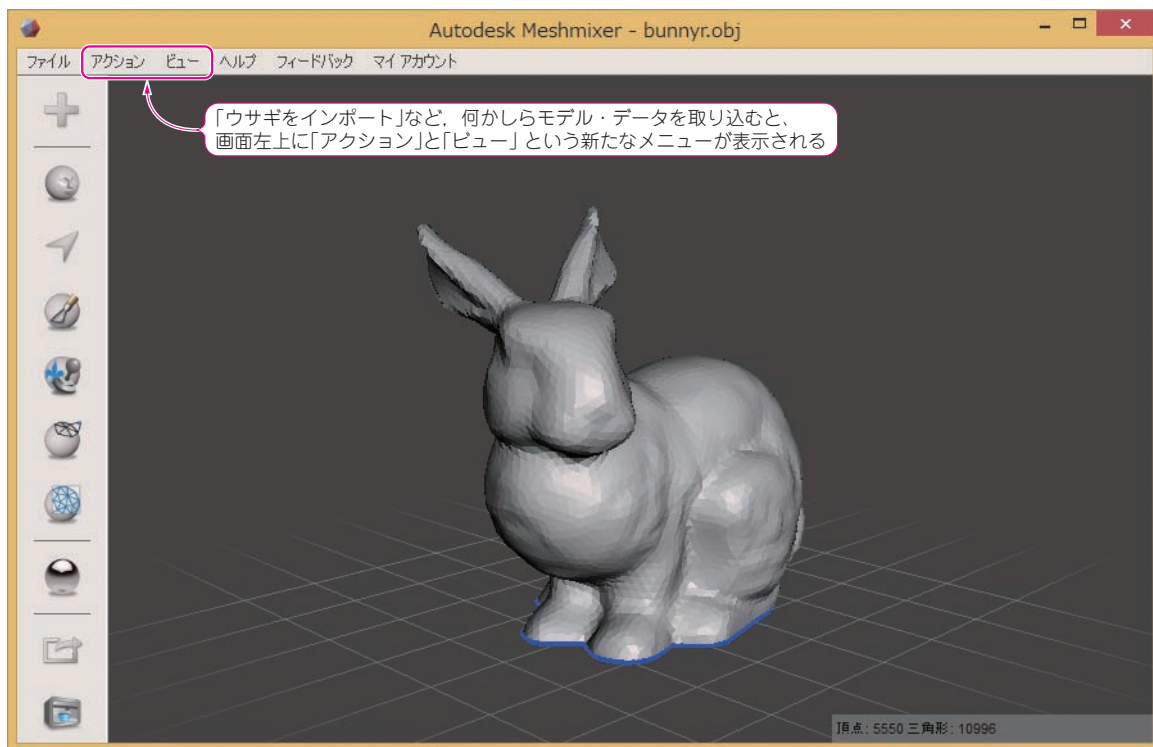 Autodesk Meshmixer - bunnyr.obj
ファイル アクション ビュー ヘルプ フィードバック マイ アカウント
「ウサギをインポート」など，何かしらモデル・データを取り込むと、
画面左上に「アクション」と「ビュー」という新たなメニューが表示される
頂点: 5550 三角形: 10996